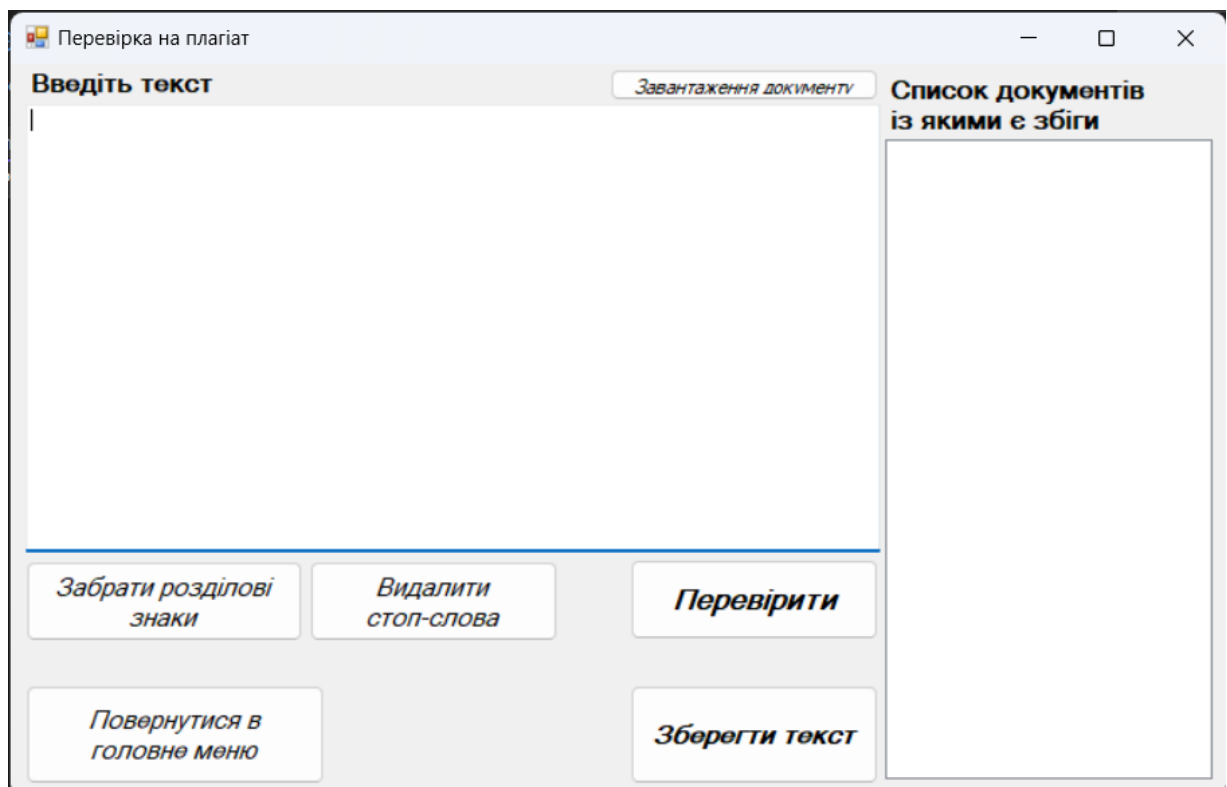 Перевірка на плагіат
Введіть текст
Завантаження документу
Список документів
із якими є збіги
Забрати розділові
знаки
Видалити
стоп-слова
Перевірити
Повернутися в
головне меню
Зберегти текст